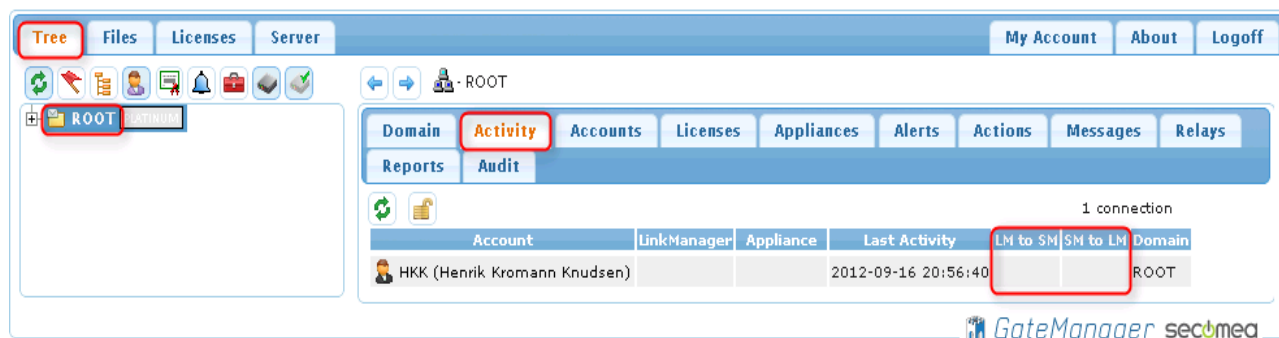 Tree Files Licenses Server My Account About Logoff
ROOT PLATINUM
- ROOT
Domain Activity Accounts Licenses Appliances Alerts Actions Messages Relays
Reports Audit
1 connection
Account LinkManager Appliance Last Activity LM to SM SM to LM Domain
HKK (Henrik Kromann Knudsen) 2012-09-16 20:56:40 ROOT
GateManager secomea